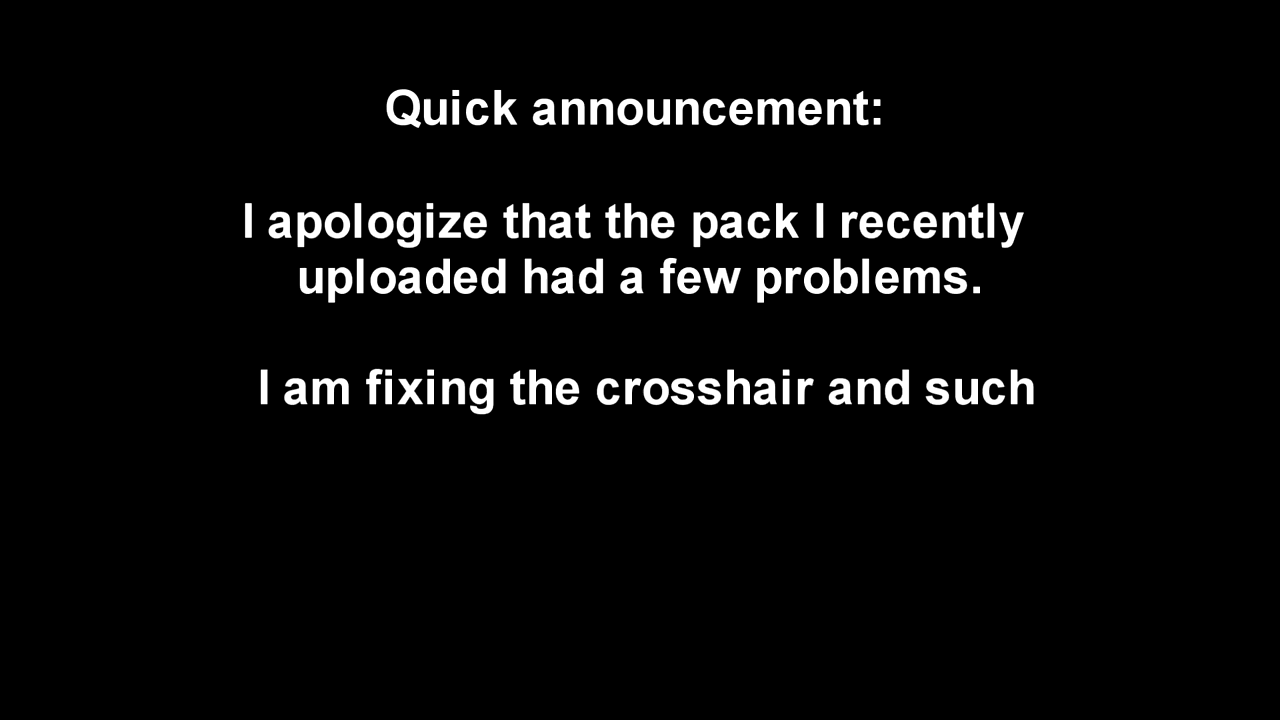 Quick announcement:
I apologize that the pack I recently
uploaded had a few problems.
I am fixing the crosshair and such